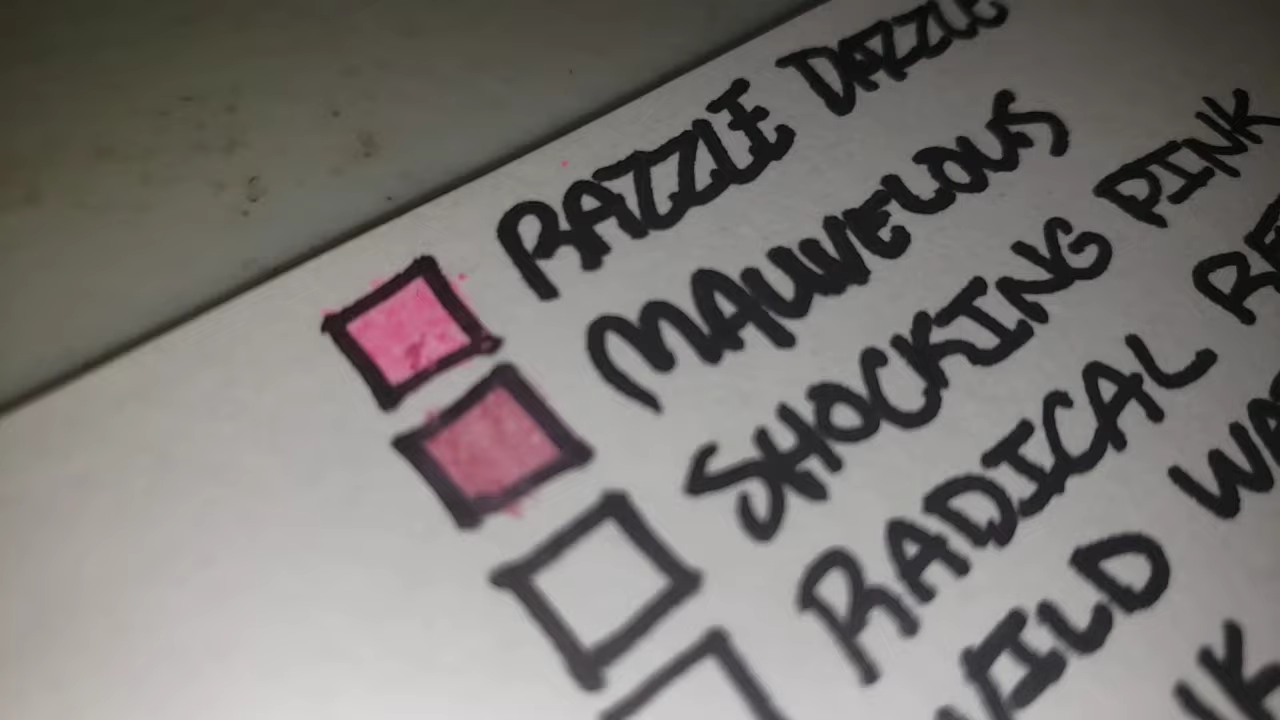 RAZZLE DAZZLE
MAUVELOUS
SHOCKING PINK
RADICAL
WILD